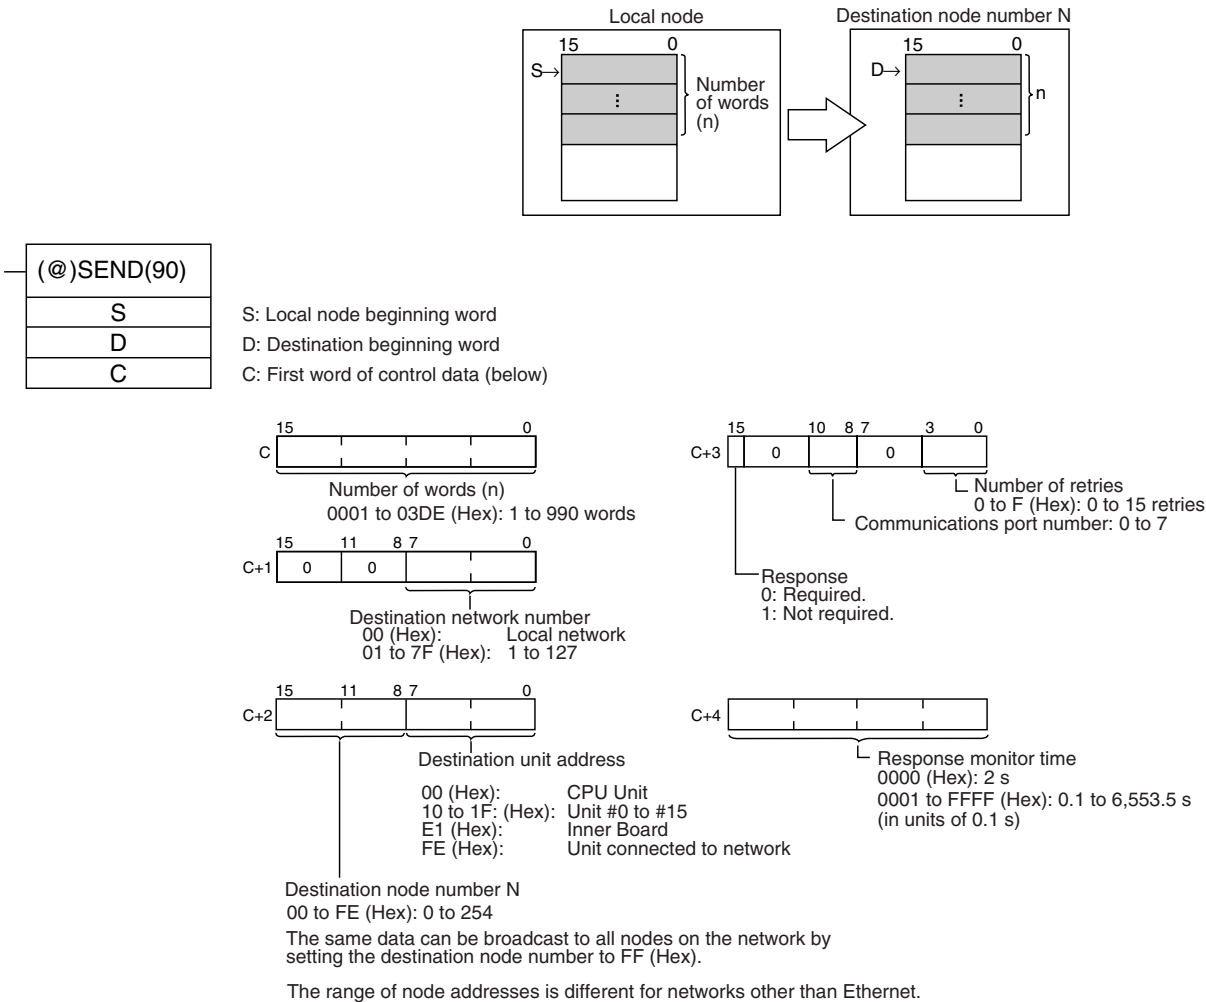 Local node
Destination node number N
15 0
S→
⋮
Number
of words
(n)
15 0
D→
⋮
n
(@)SEND(90)
S
D
C
S: Local node beginning word
D: Destination beginning word
C: First word of control data (below)
15 0
C
Number of words (n)
0001 to 03DE (Hex): 1 to 990 words
15 11 8 7 0
C+1 0 0
Destination network number
00 (Hex): Local network
01 to 7F (Hex): 1 to 127
15 11 8 7 0
C+2
Destination unit address
00 (Hex): CPU Unit
10 to 1F: (Hex): Unit #0 to #15
E1 (Hex): Inner Board
FE (Hex): Unit connected to network
Destination node number N
00 to FE (Hex): 0 to 254
The same data can be broadcast to all nodes on the network by
setting the destination node number to FF (Hex).
The range of node addresses is different for networks other than Ethernet.
15 10 8 7 3 0
C+3 0 0
Number of retries
0 to F (Hex): 0 to 15 retries
Communications port number: 0 to 7
Response
0: Required.
1: Not required.
C+4
Response monitor time
0000 (Hex): 2 s
0001 to FFFF (Hex): 0.1 to 6,553.5 s
(in units of 0.1 s)